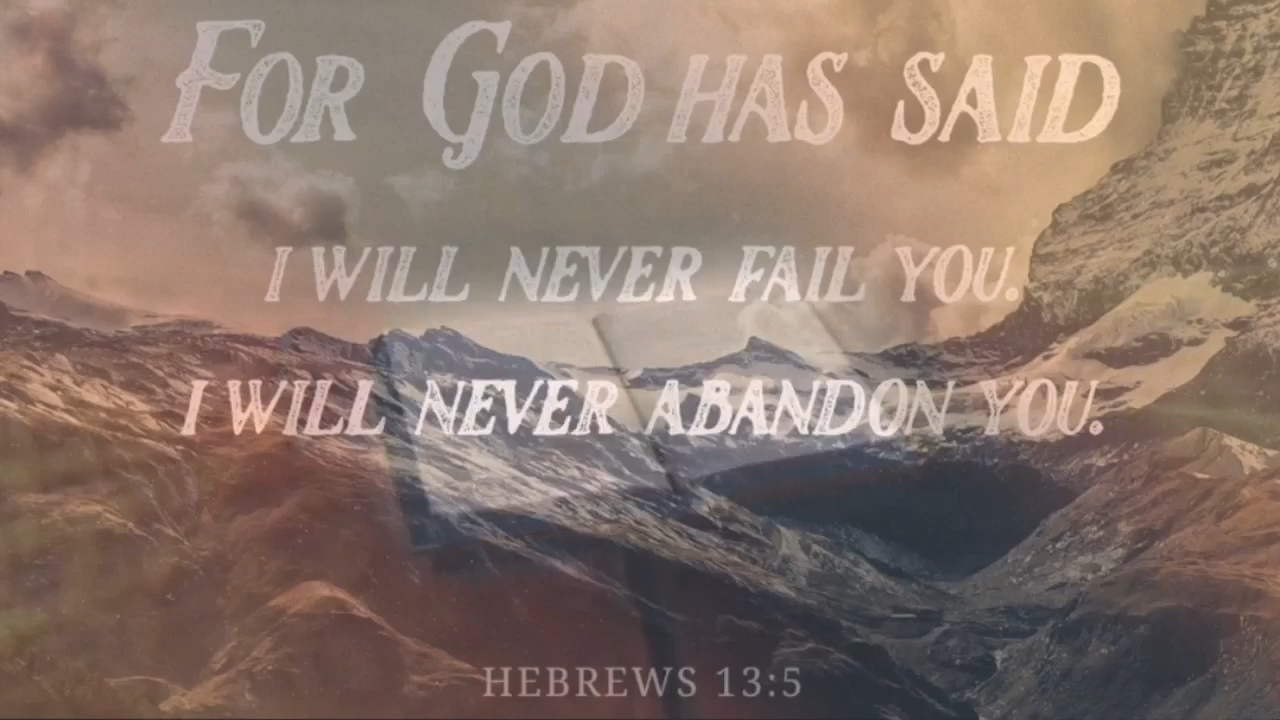 FOR GOD HAS SAID
I WILL NEVER FAIL YOU.
I WILL NEVER ABANDON YOU.
HEBREWS 13:5